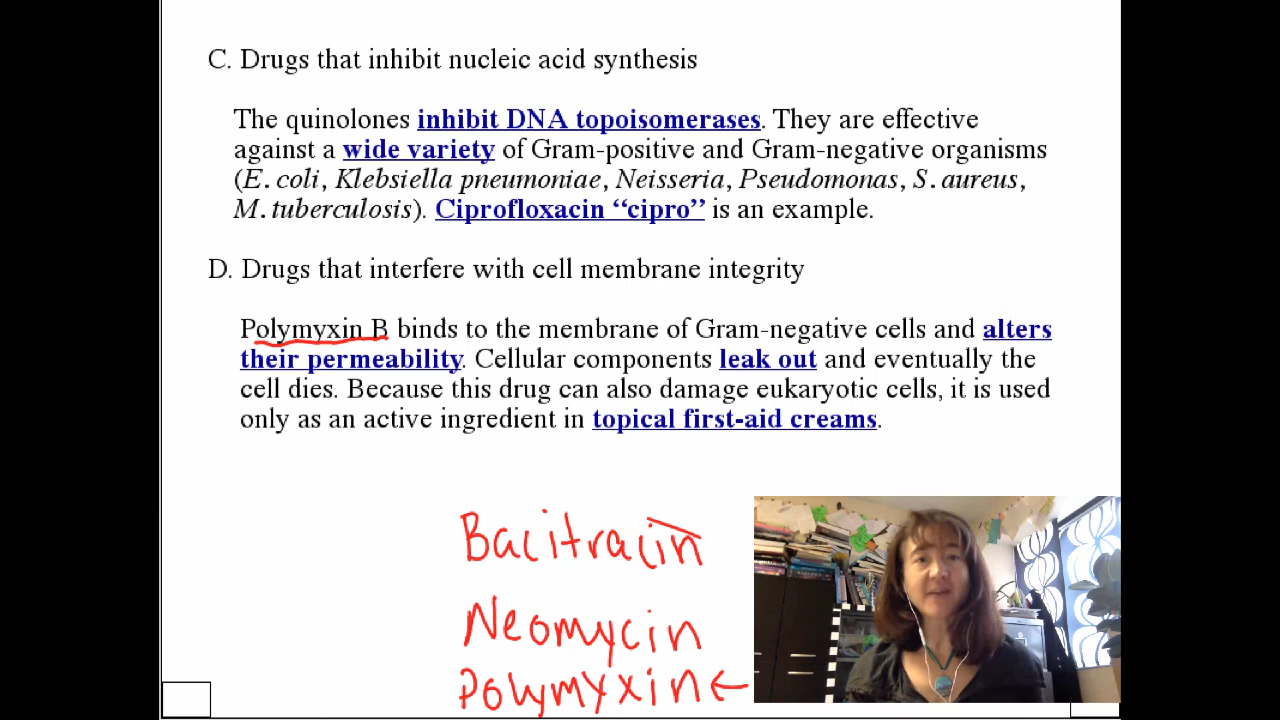 C. Drugs that inhibit nucleic acid synthesis
The quinolones inhibit DNA topoisomerases. They are effective
against a wide variety of Gram-positive and Gram-negative organisms
(E. coli, Klebsiella pneumoniae, Neisseria, Pseudomonas, S. aureus,
M. tuberculosis). Ciprofloxacin “cipro” is an example.
D. Drugs that interfere with cell membrane integrity
Polymyxin B binds to the membrane of Gram-negative cells and alters
their permeability. Cellular components leak out and eventually the
cell dies. Because this drug can also damage eukaryotic cells, it is used
only as an active ingredient in topical first-aid creams.
Bacitracin
Neomycin
Polymyxin ←